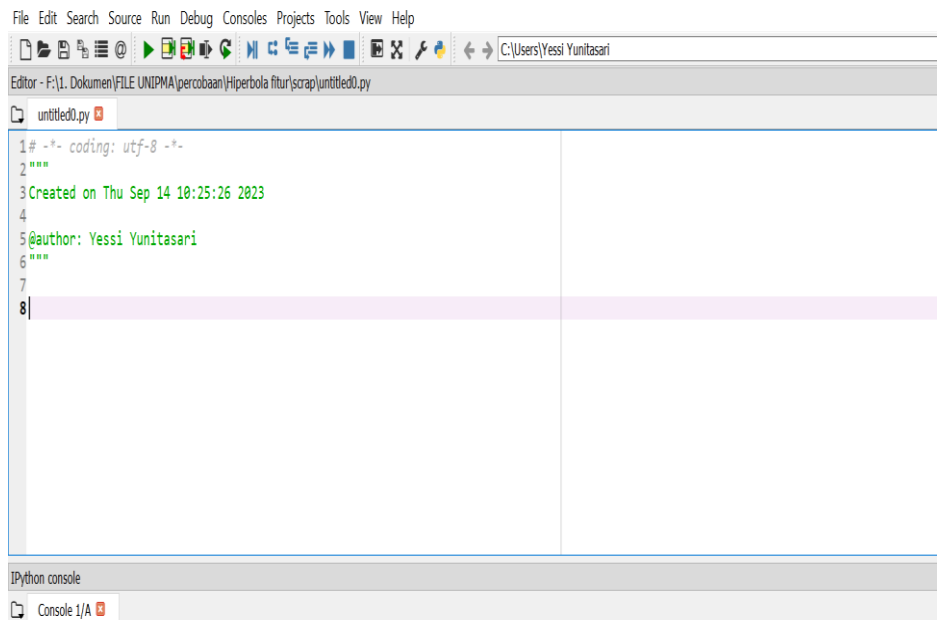 File Edit Search Source Run Debug Consoles Projects Tools View Help
C:\Users\Yessi Yunitasari
Editor - F:\1. Dokumen\FILE UNIPMA\percobaan\Hiperbola fitur\scrap\untitled0.py
untitled0.py
1 # -*- coding: utf-8 -*-
2 """
3 Created on Thu Sep 14 10:25:26 2023
4
5 @author: Yessi Yunitasari
6 """
7
8
IPython console
Console 1/A